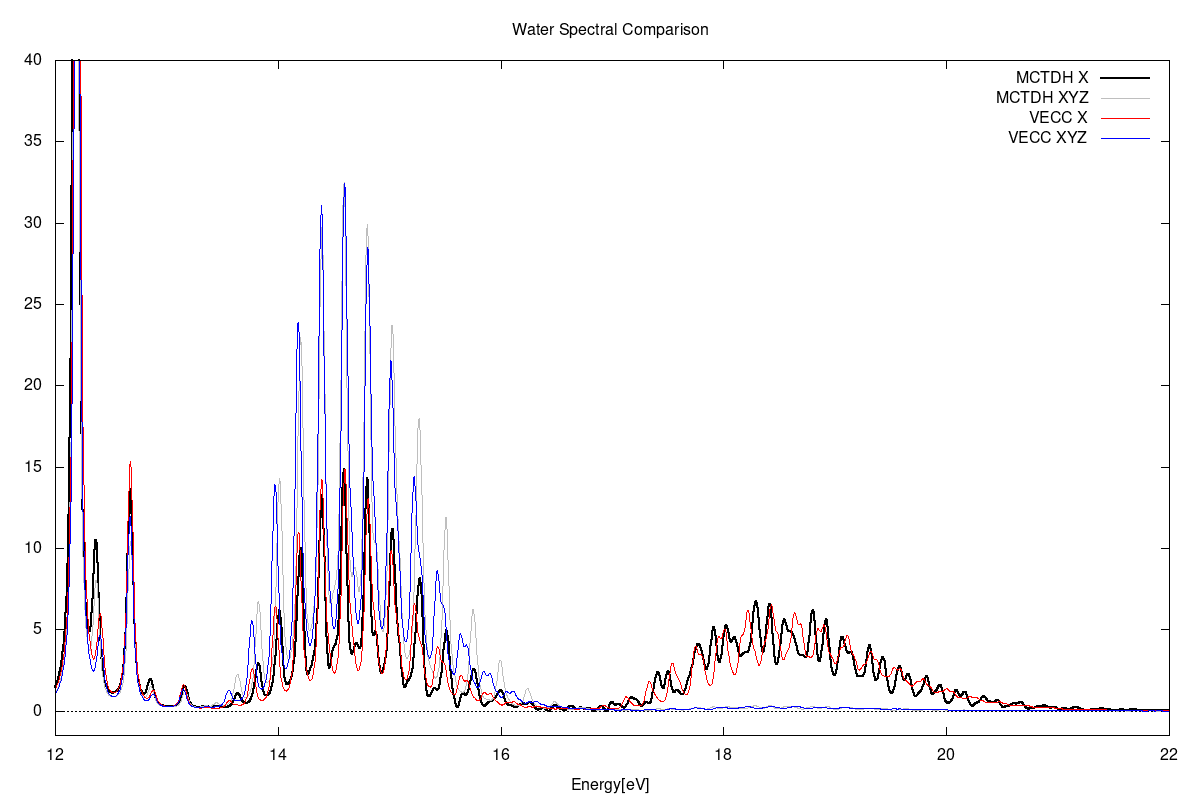 Water Spectral Comparison
MCTDH X
MCTDH XYZ
VECC X
VECC XYZ
40
35
30
25
20
15
10
5
0
12 14 16 18 20 22
Energy[eV]